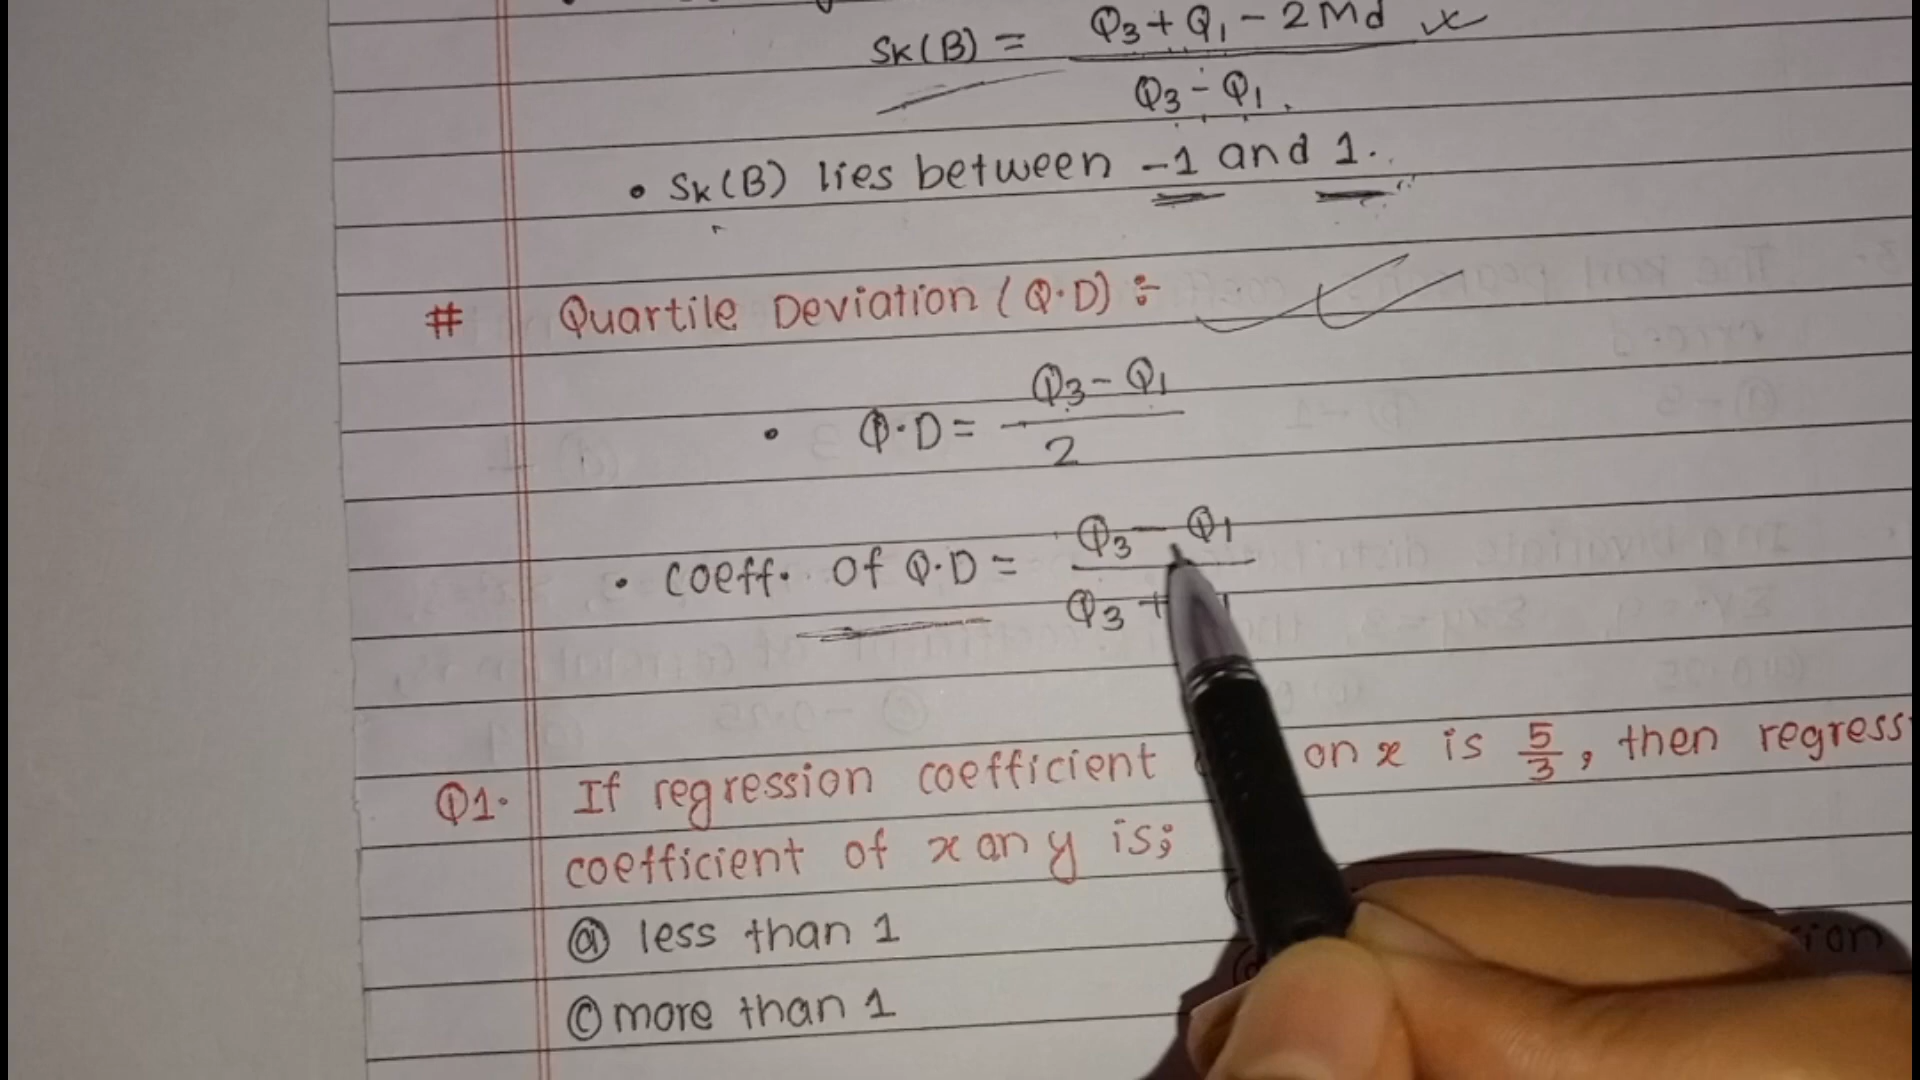 Sk(B) = Q3 + Q1 - 2Md / Q3 - Q1
• Sk(B) lies between -1 and 1.
# Quartile Deviation (Q.D) :-
• Q.D = Q3 - Q1 / 2
• Coeff. of Q.D = Q3 - Q1 / Q3 +
Q1. If regression coefficient on x is 5/3, then regress
coefficient of x on y is;
(a) less than 1
(c) more than 1